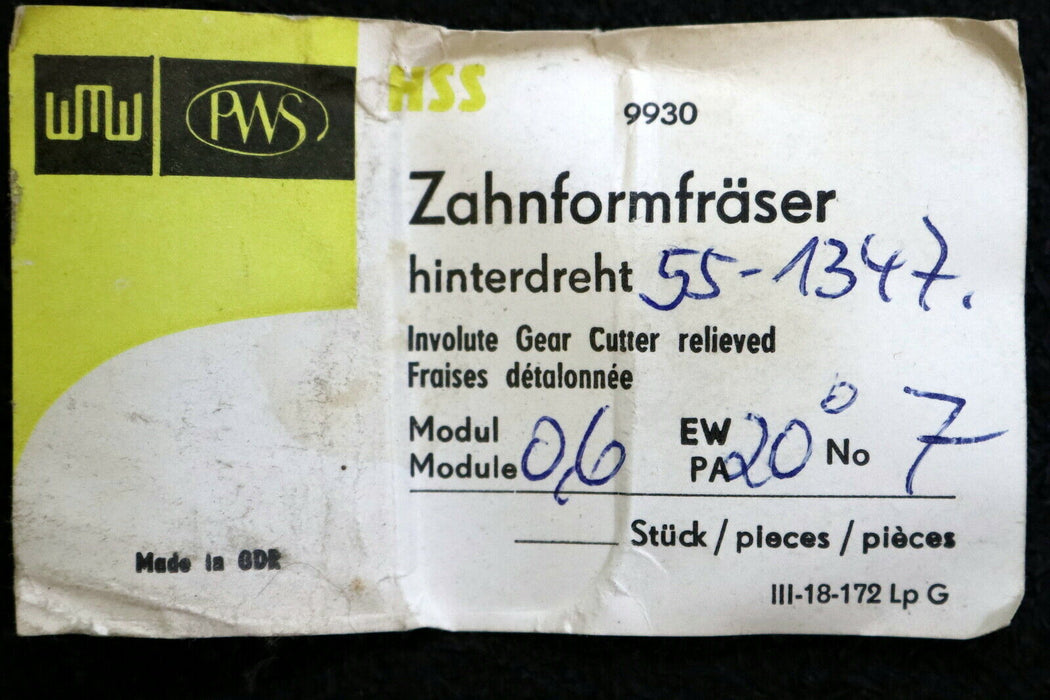 WMW PWS
HSS
9930
Zahnformfräser
hinterdreht 55-1347.
Involute Gear Cutter relieved
Fraises détalonnée
Modul
Module 0,6 EW
PA 20° No 7
Stück / pieces / pièces
Made in GDR
III-18-172 Lp G